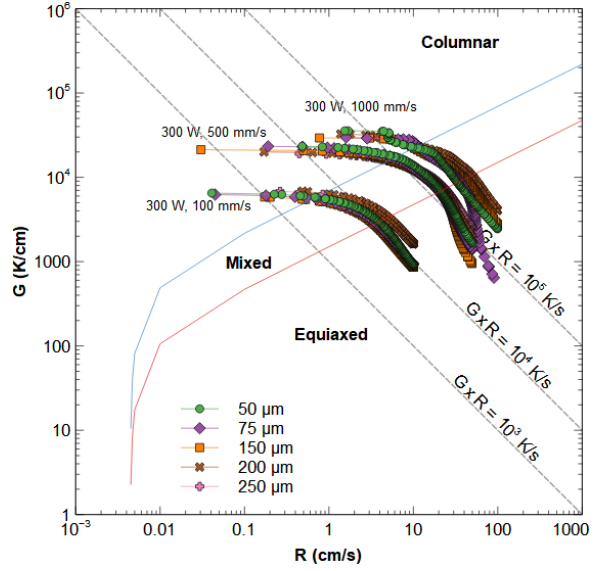 G (K/cm)
10⁶
10⁵
10⁴
1000
100
10
1
10⁻³
0.01
0.1
1
10
100
1000
R (cm/s)
Columnar
300 W, 1000 mm/s
300 W, 500 mm/s
300 W, 100 mm/s
Mixed
Equiaxed
G x R = 10⁵ K/s
G x R = 10⁴ K/s
G x R = 10³ K/s
50 µm
75 µm
150 µm
200 µm
250 µm